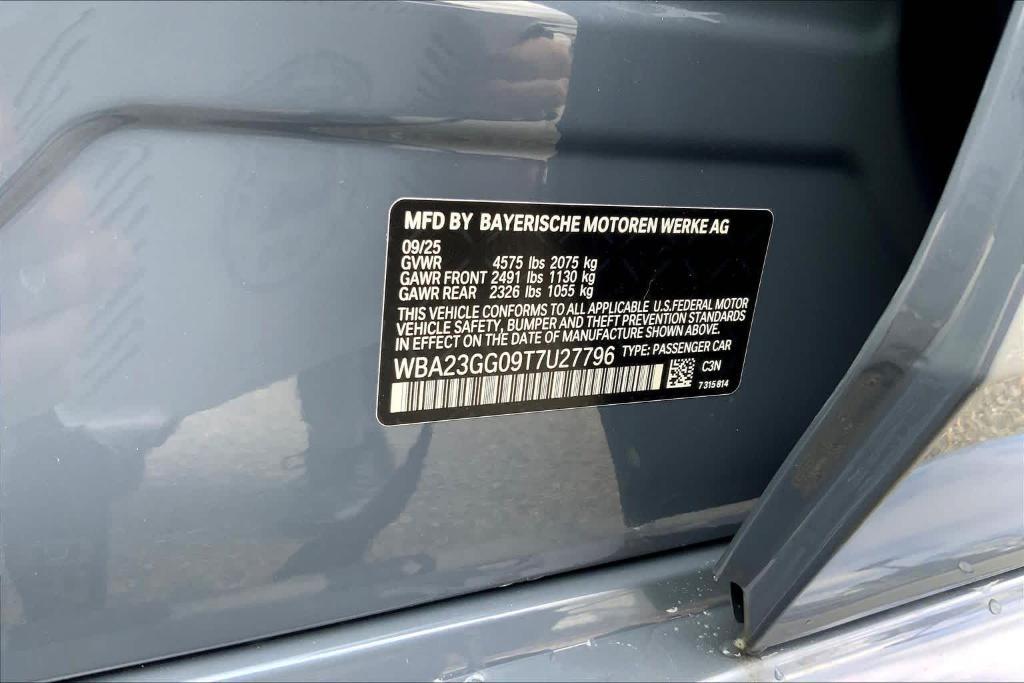 MFD BY BAYERISCHE MOTOREN WERKE AG
09/25
GVWR 4575 lbs 2075 kg
GAWR FRONT 2491 lbs 1130 kg
GAWR REAR 2326 lbs 1055 kg
THIS VEHICLE CONFORMS TO ALL APPLICABLE U.S.FEDERAL MOTOR
VEHICLE SAFETY, BUMPER AND THEFT PREVENTION STANDARDS
IN EFFECT ON THE DATE OF MANUFACTURE SHOWN ABOVE.
WBA23GG09T7U27796 TYPE: PASSENGER CAR
C3N
7 315 814